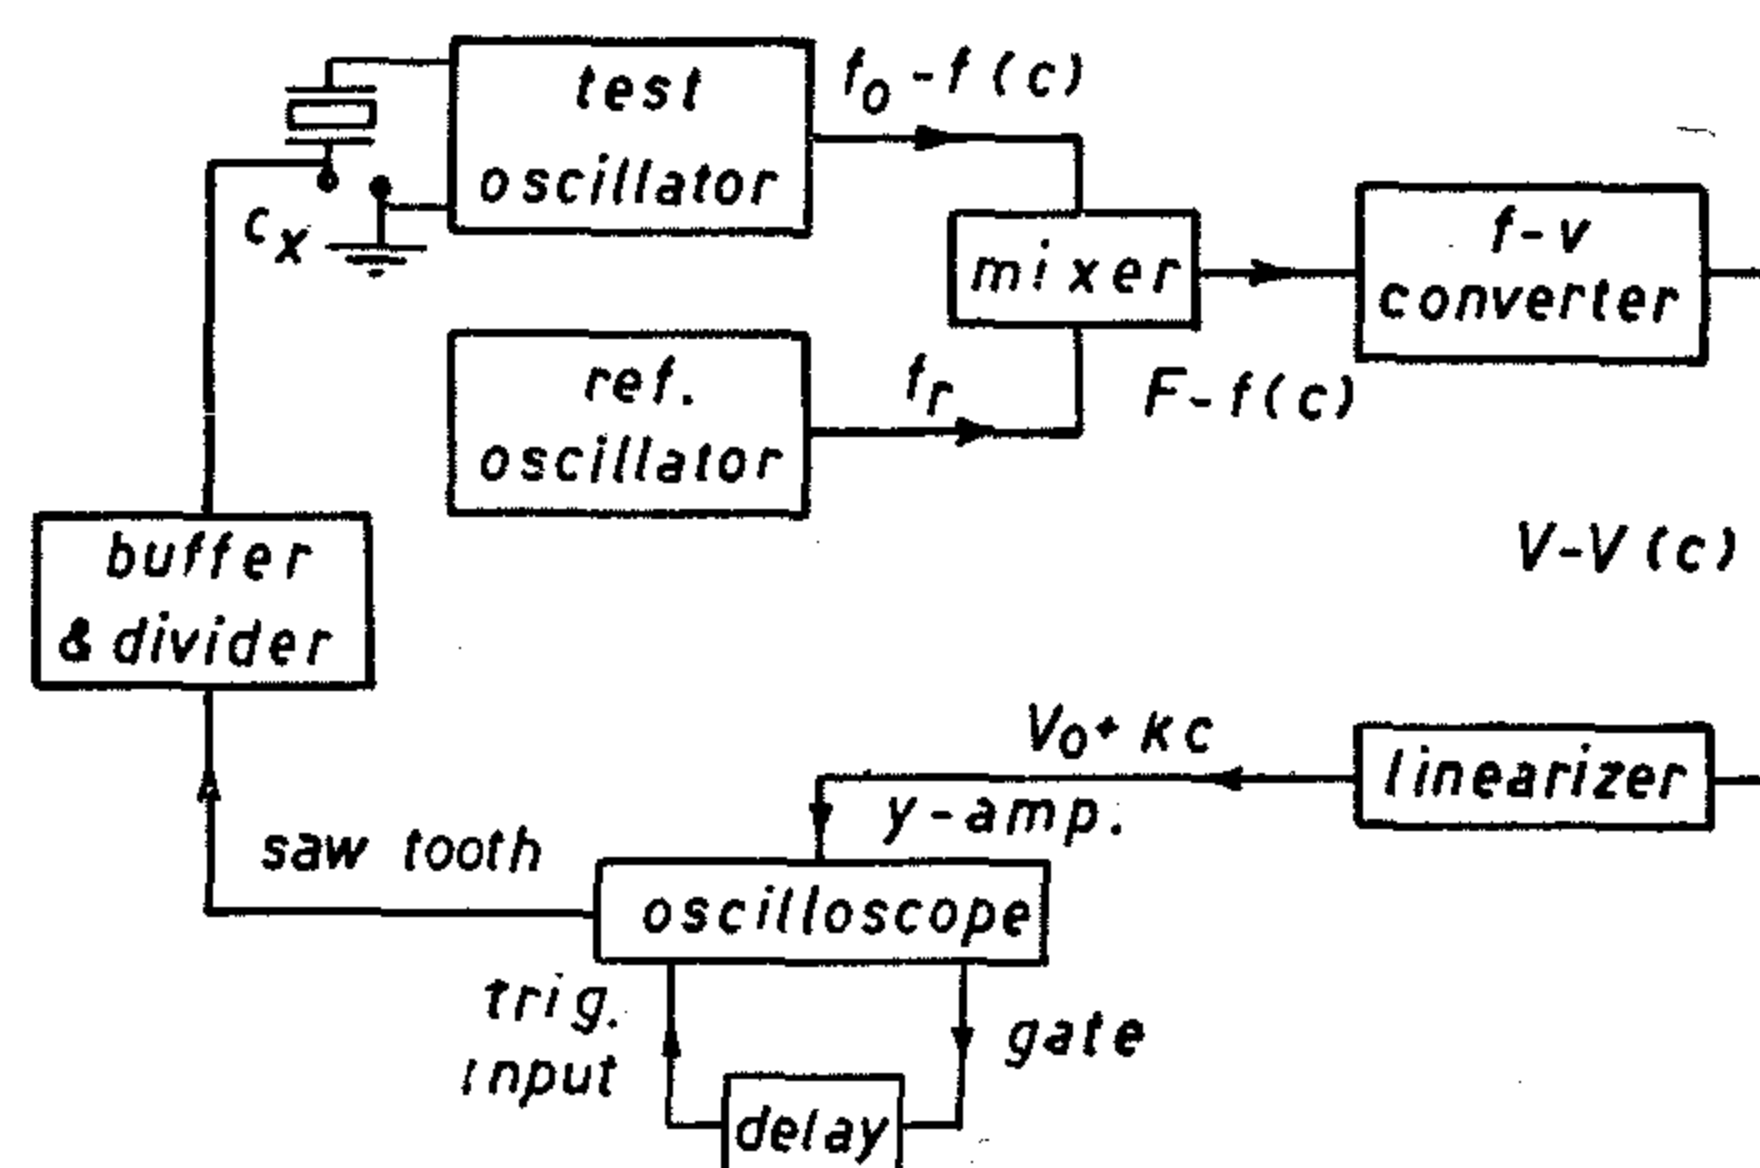 test
oscillator
f₀-f(c)
cₓ
mixer
f-v
converter
ref.
oscillator
fᵣ
F-f(c)
buffer
& divider
V-V(c)
V₀+ KC
linearizer
y-amp.
saw tooth
oscilloscope
trig.
input
gate
delay